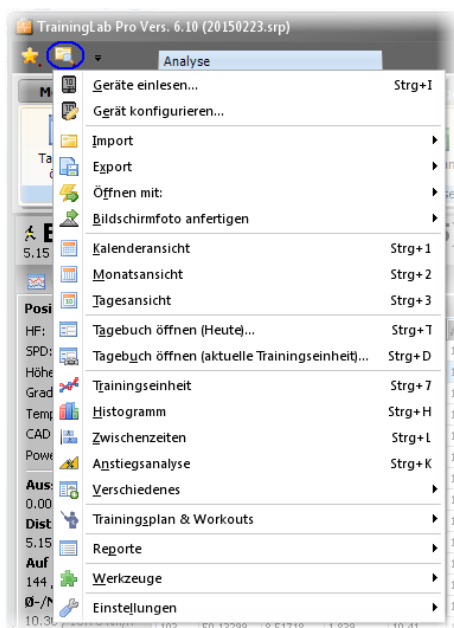 TrainingLab Pro Vers. 6.10 (20150223.srp)
Analyse
Geräte einlesen... Strg+I
Gerät konfigurieren...
Import
Export
Öffnen mit:
Bildschirmfoto anfertigen
5.15
Kalenderansicht Strg+1
Monatsansicht Strg+2
Tagesansicht Strg+3
Posi
HF:
Tagebuch öffnen (Heute)... Strg+T
SPD:
Tagebuch öffnen (aktuelle Trainingseinheit)... Strg+D
Höhe
Trainingseinheit Strg+7
Grad
Temp
Histogramm Strg+H
CAD
Zwischenzeiten Strg+L
Powe
Anstiegsanalyse Strg+K
Aus
Verschiedenes
0.00
Dist
Trainingsplan & Workouts
5.15
Reporte
Auf
144,
Werkzeuge
Ø-/M
Einstellungen